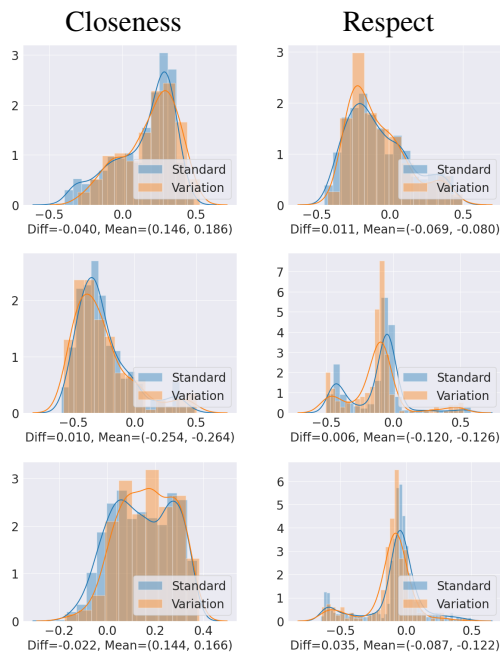 Closeness Respect
3
2
1
0
Standard
Variation
−0.5 0.0 0.5
Diff=-0.040, Mean=(0.146, 0.186)
3
2
1
0
Standard
Variation
−0.5 0.0 0.5
Diff=0.011, Mean=(-0.069, -0.080)
2
1
0
Standard
Variation
−0.5 0.0 0.5
Diff=0.010, Mean=(-0.254, -0.264)
7
6
5
4
3
2
1
0
Standard
Variation
−0.5 0.0 0.5
Diff=0.006, Mean=(-0.120, -0.126)
3
2
1
0
Standard
Variation
−0.2 0.0 0.2 0.4
Diff=-0.022, Mean=(0.144, 0.166)
6
5
4
3
2
1
0
Standard
Variation
−0.5 0.0 0.5
Diff=0.035, Mean=(-0.087, -0.122)